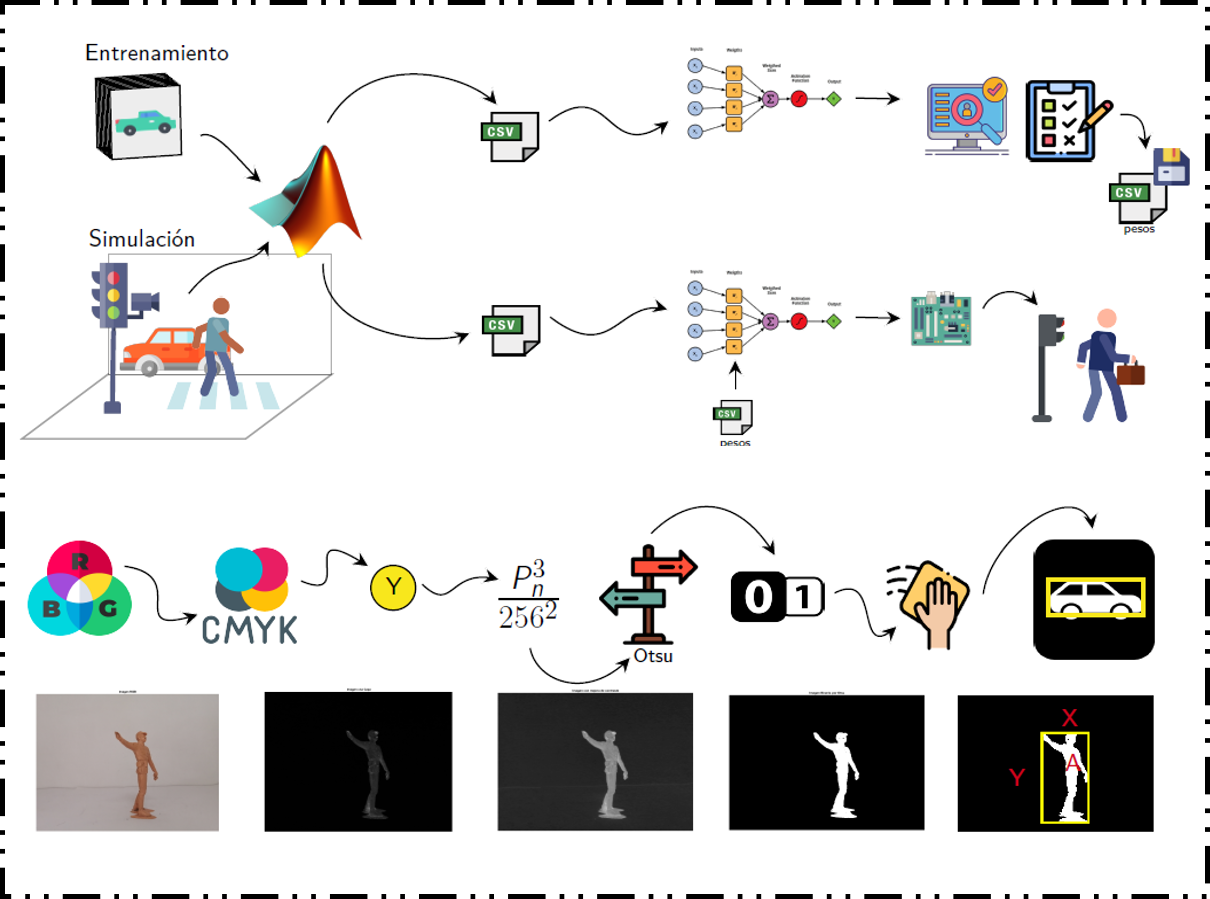 Entrenamiento
CSV
Inputs
Weights
Weighted
Sum
Activation
Function
Output
Σ
CSV
pesos
Simulación
CSV
Inputs
Weights
Weighted
Sum
Activation
Function
Output
Σ
CSV
pesos
R
B G
CMYK
Y
P_n^3
256^2
Otsu
0 1
X
Y
A